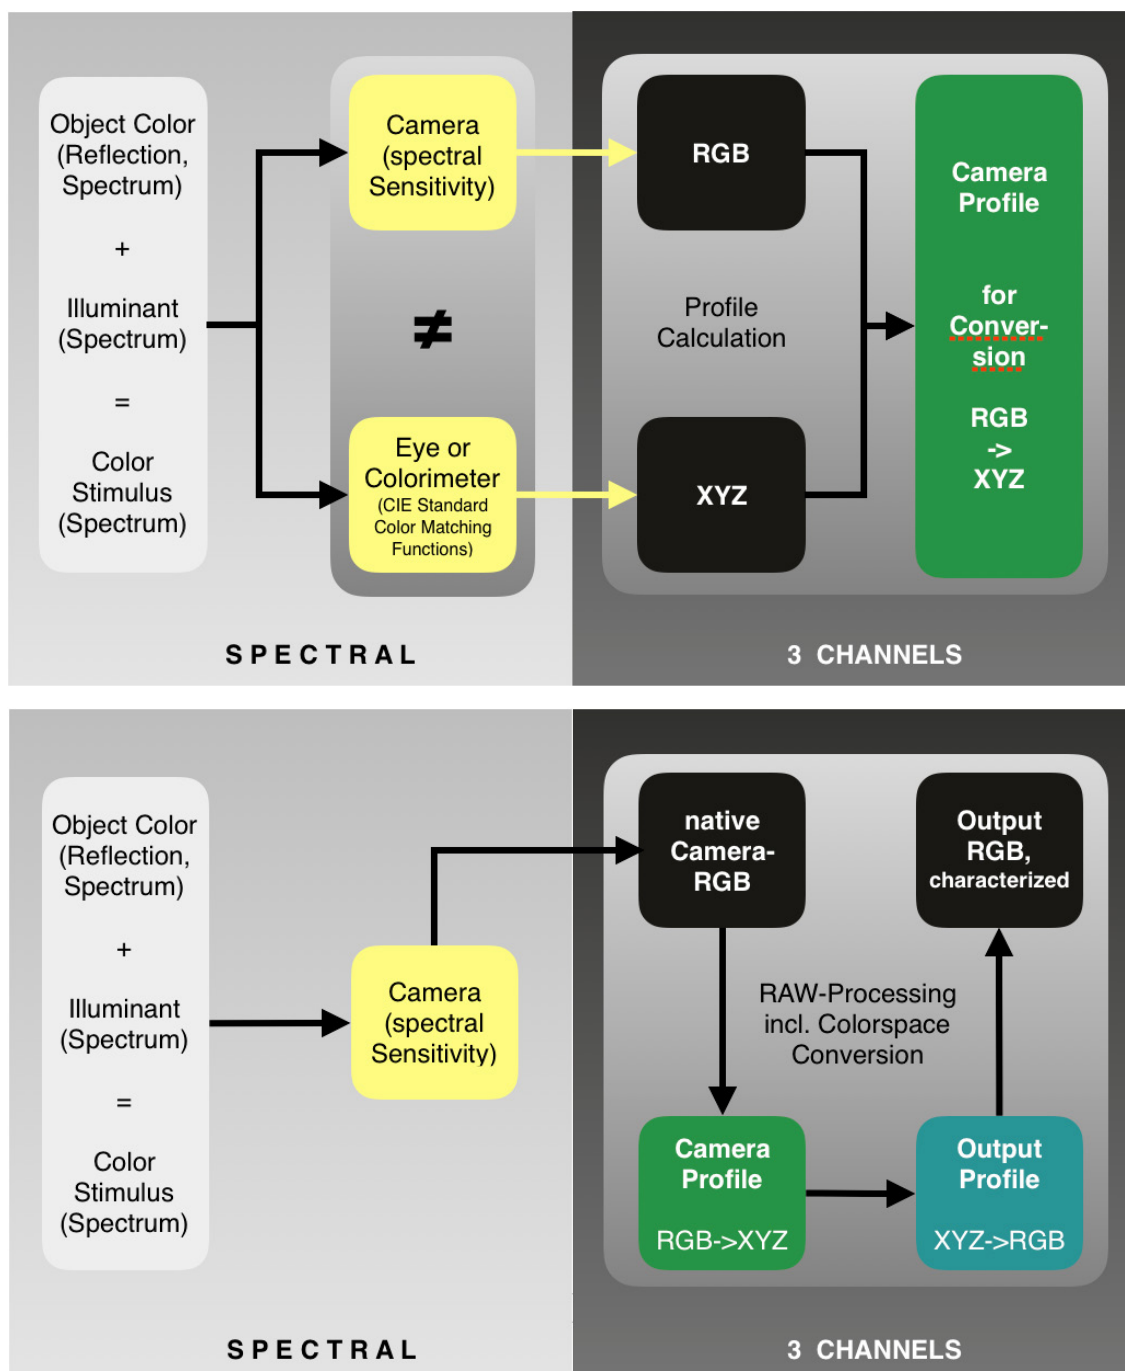 Object Color
(Reflection,
Spectrum)
+
Illuminant
(Spectrum)
=
Color
Stimulus
(Spectrum)
Camera
(spectral
Sensitivity)
≠
Eye or
Colorimeter
(CIE Standard
Color Matching
Functions)
SPECTRAL
RGB
Profile
Calculation
XYZ
Camera
Profile
for
Conver-
sion
RGB
->
XYZ
3 CHANNELS
Object Color
(Reflection,
Spectrum)
+
Illuminant
(Spectrum)
=
Color
Stimulus
(Spectrum)
Camera
(spectral
Sensitivity)
SPECTRAL
native
Camera-
RGB
Output
RGB,
characterized
RAW-Processing
incl. Colorspace
Conversion
Camera
Profile
RGB->XYZ
Output
Profile
XYZ->RGB
3 CHANNELS